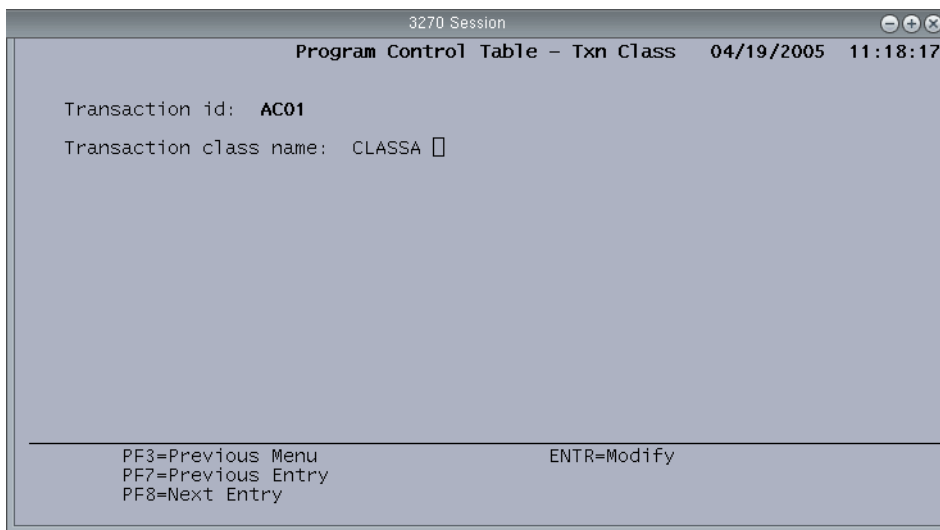 3270 Session
Program Control Table - Txn Class 04/19/2005 11:18:17
Transaction id: AC01
Transaction class name: CLASSA
PF3=Previous Menu ENTR=Modify
PF7=Previous Entry
PF8=Next Entry